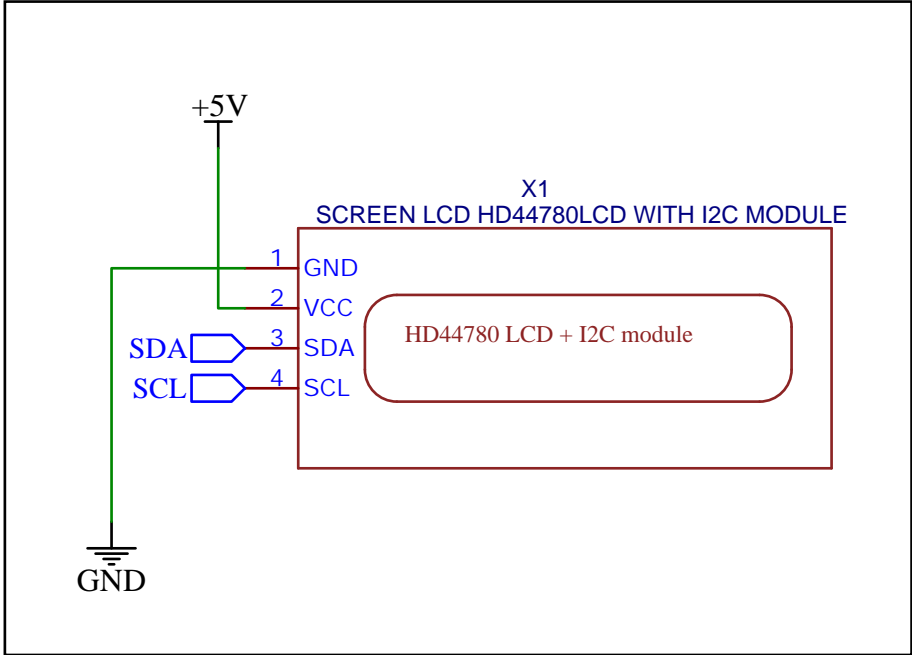 +5V
X1
SCREEN LCD HD44780LCD WITH I2C MODULE
1 GND
2 VCC
HD44780 LCD + I2C module
SDA 3 SDA
SCL 4 SCL
GND